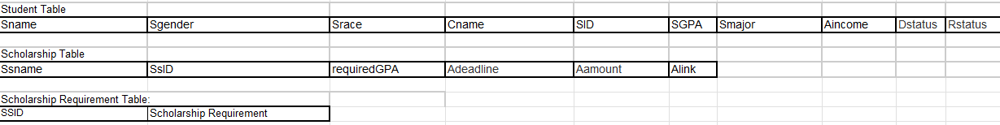 Student Table
Sname Sgender Srace Cname SID SGPA Smajor Aincome Dstatus Rstatus
Scholarship Table
Ssname SsID requiredGPA Adeadline Aamount Alink
Scholarship Requirement Table:
SSID Scholarship Requirement